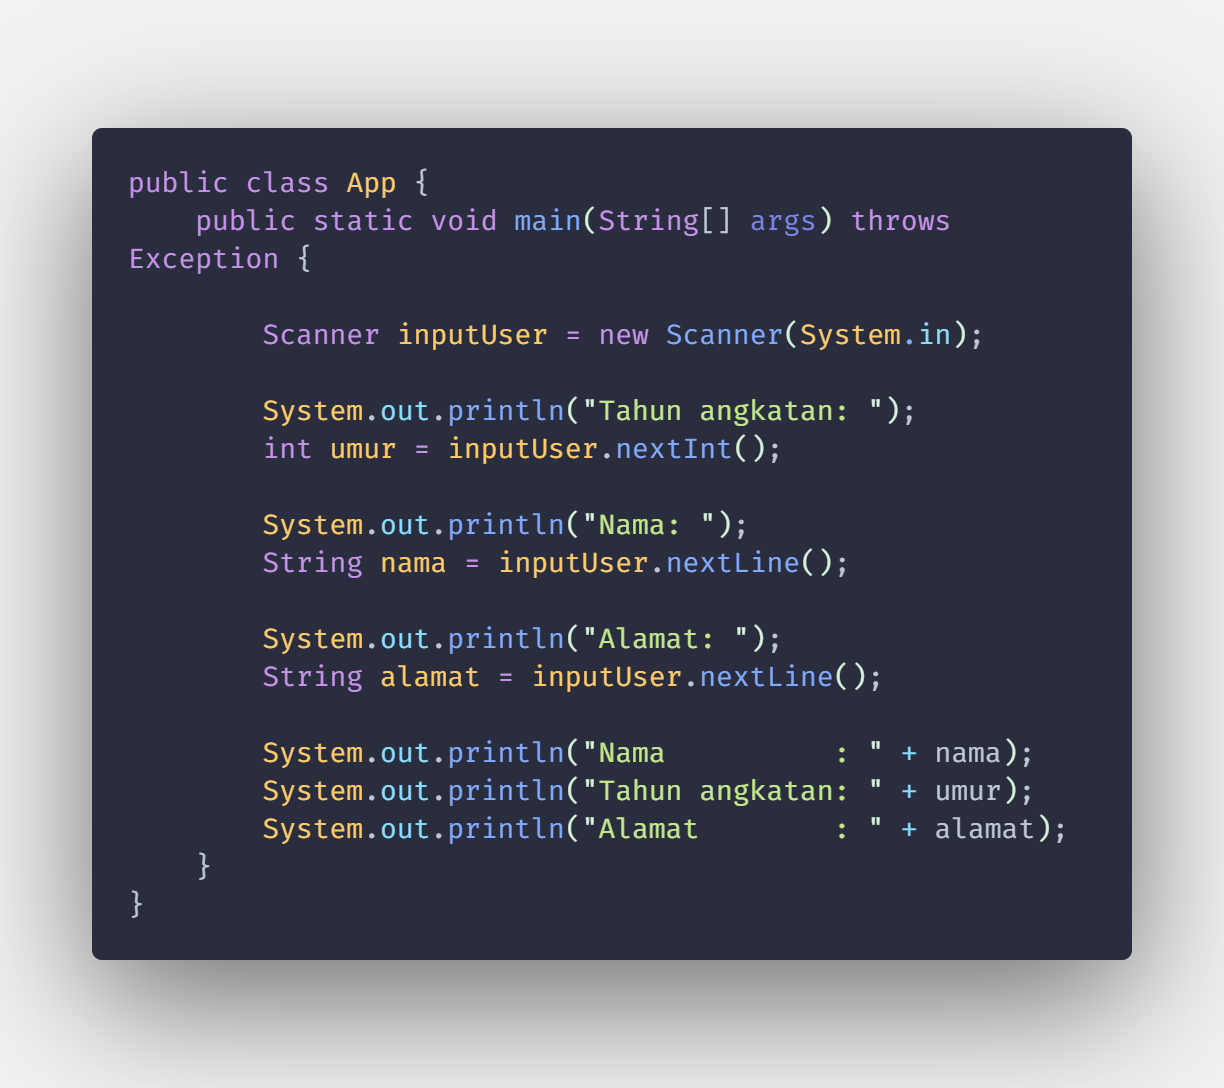 public class App {
    public static void main(String[] args) throws
Exception {

        Scanner inputUser = new Scanner(System.in);

        System.out.println("Tahun angkatan: ");
        int umur = inputUser.nextInt();

        System.out.println("Nama: ");
        String nama = inputUser.nextLine();

        System.out.println("Alamat: ");
        String alamat = inputUser.nextLine();

        System.out.println("Nama          : " + nama);
        System.out.println("Tahun angkatan: " + umur);
        System.out.println("Alamat        : " + alamat);
    }
}